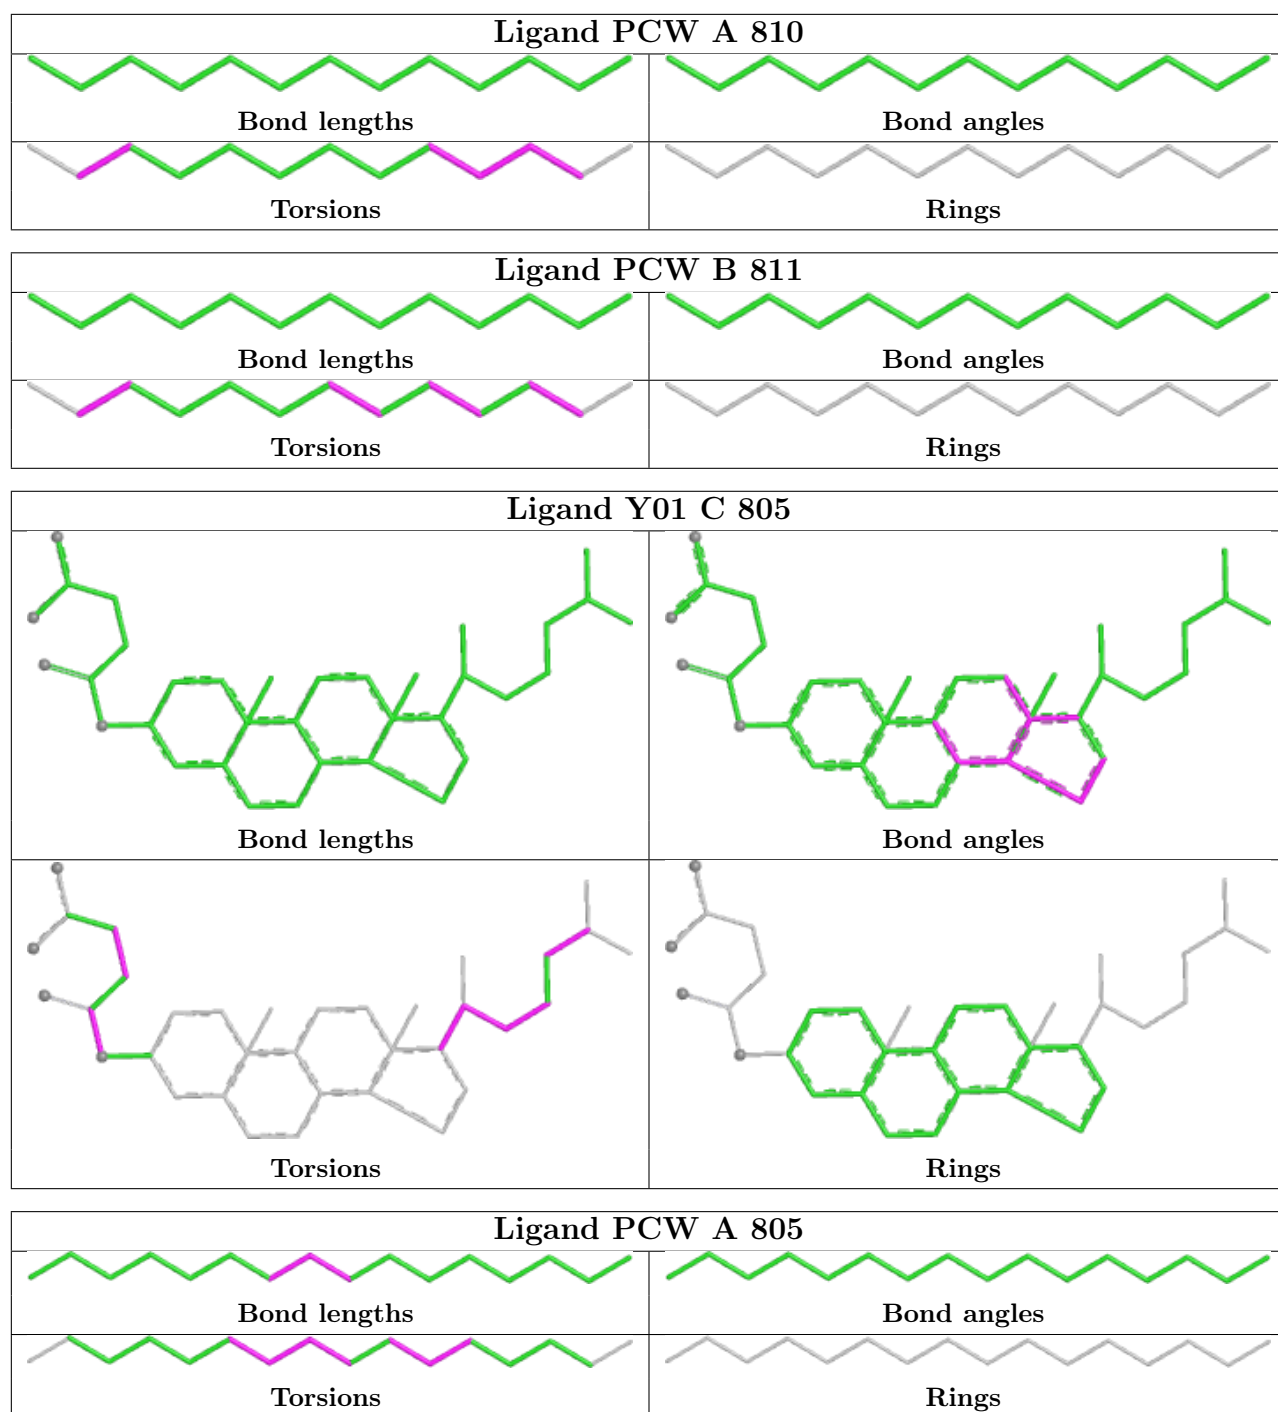 Ligand PCW A 810
Bond lengths
Bond angles
Torsions
Rings
Ligand PCW B 811
Bond lengths
Bond angles
Torsions
Rings
Ligand Y01 C 805
Bond lengths
Bond angles
Torsions
Rings
Ligand PCW A 805
Bond lengths
Bond angles
Torsions
Rings